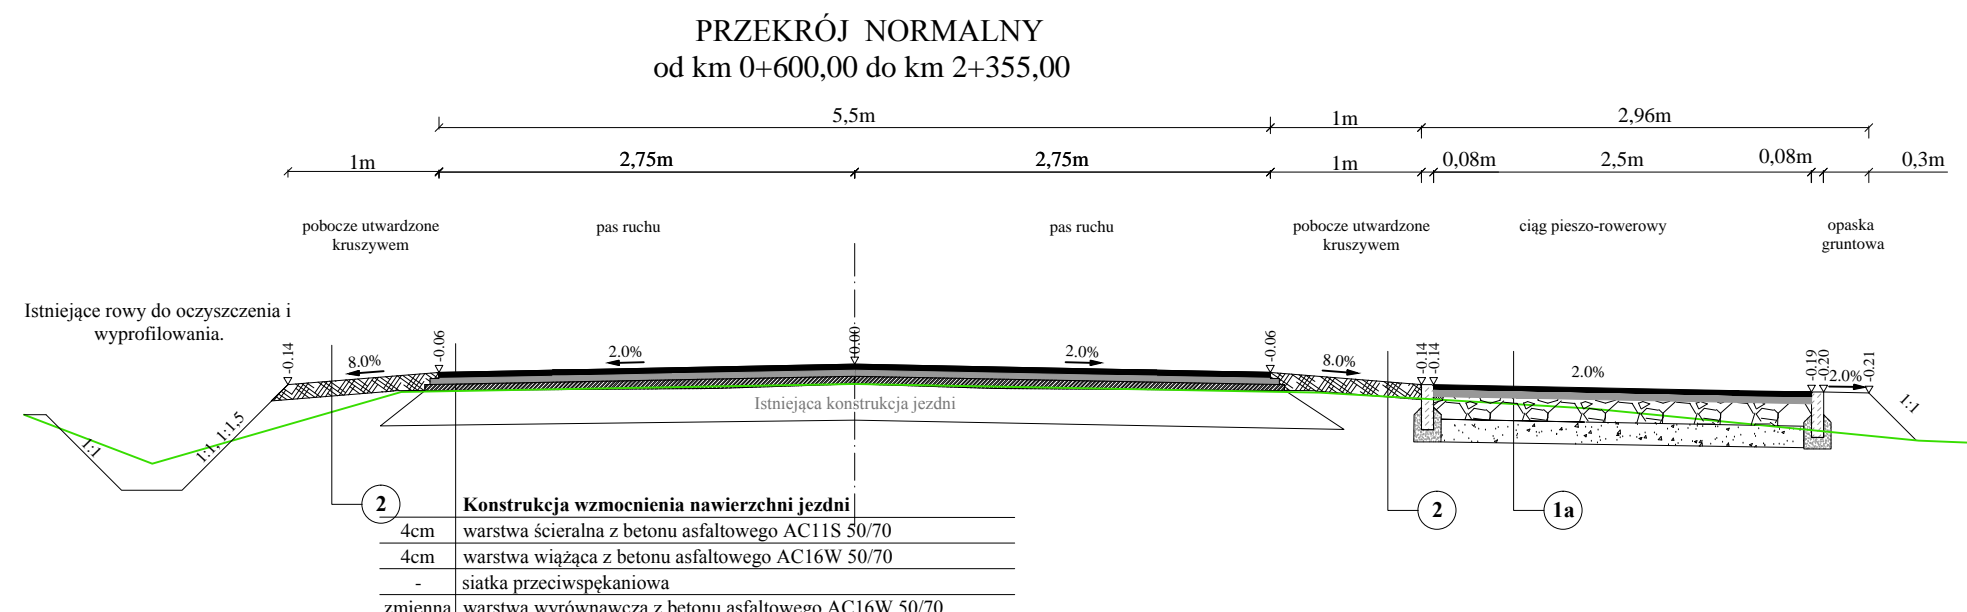 PRZEKRÓJ NORMALNY
od km 0+600,00 do km 2+355,00
5,5m 1m 2,96m
1m 2,75m 2,75m 1m 0,08m 2,5m 0,08m 0,3m
pobocze utwardzone
kruszywem
pas ruchu
pas ruchu
pobocze utwardzone
kruszywem
ciąg pieszo-rowerowy
opaska
gruntowa
Istniejące rowy do oczyszczenia i
wyprofilowania.
-0.14
8.0%
-0.06
2.0%
0.00
2.0%
-0.06
8.0%
-0.14
-0.14
2.0%
-0.19
-0.20
2.0%
-0.21
1:1
1:1, 1:1,5
1:1
Istniejąca konstrukcja jezdni
2
2
1a
Konstrukcja wzmocnienia nawierzchni jezdni
4cm warstwa ścieralna z betonu asfaltowego AC11S 50/70
4cm warstwa wiążąca z betonu asfaltowego AC16W 50/70
- siatka przeciwspękaniowa
zmienna warstwa wyrównawcza z betonu asfaltowego AC16W 50/70